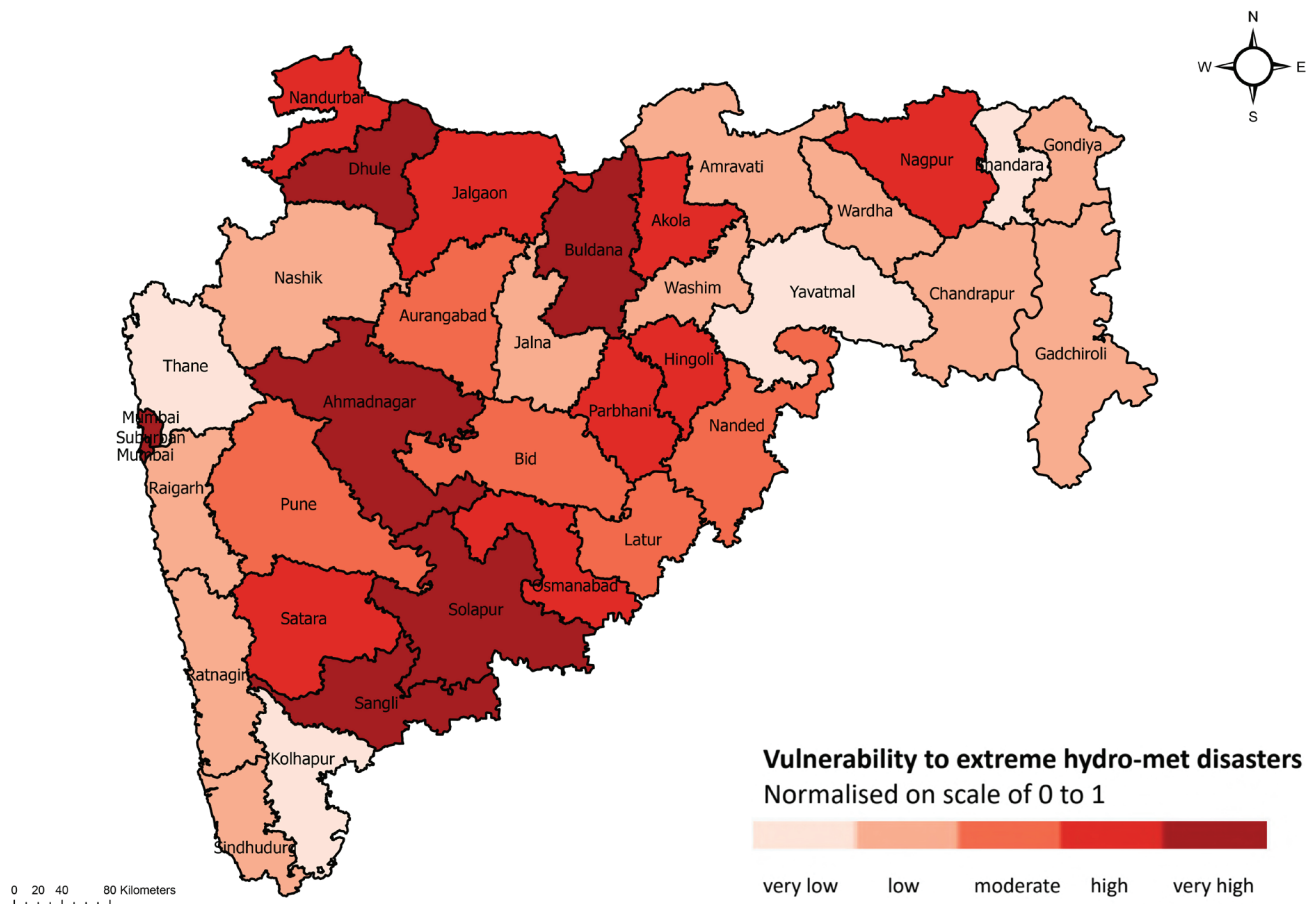 N
W E
S
Nandurbar
Dhule
Jalgaon
Buldana
Akola
Amravati
Nagpur
Bhandara
Gondiya
Wardha
Nashik
Aurangabad
Jalna
Washim
Yavatmal
Chandrapur
Gadchiroli
Thane
Ahmadnagar
Hingoli
Parbhani
Nanded
Mumbai
Suburban
Mumbai
Raigarh
Pune
Bid
Latur
Osmanabad
Satara
Solapur
Ratnagiri
Sangli
Kolhapur
Sindhudurg
Vulnerability to extreme hydro-met disasters
Normalised on scale of 0 to 1
very low low moderate high very high
0 20 40 80 Kilometers